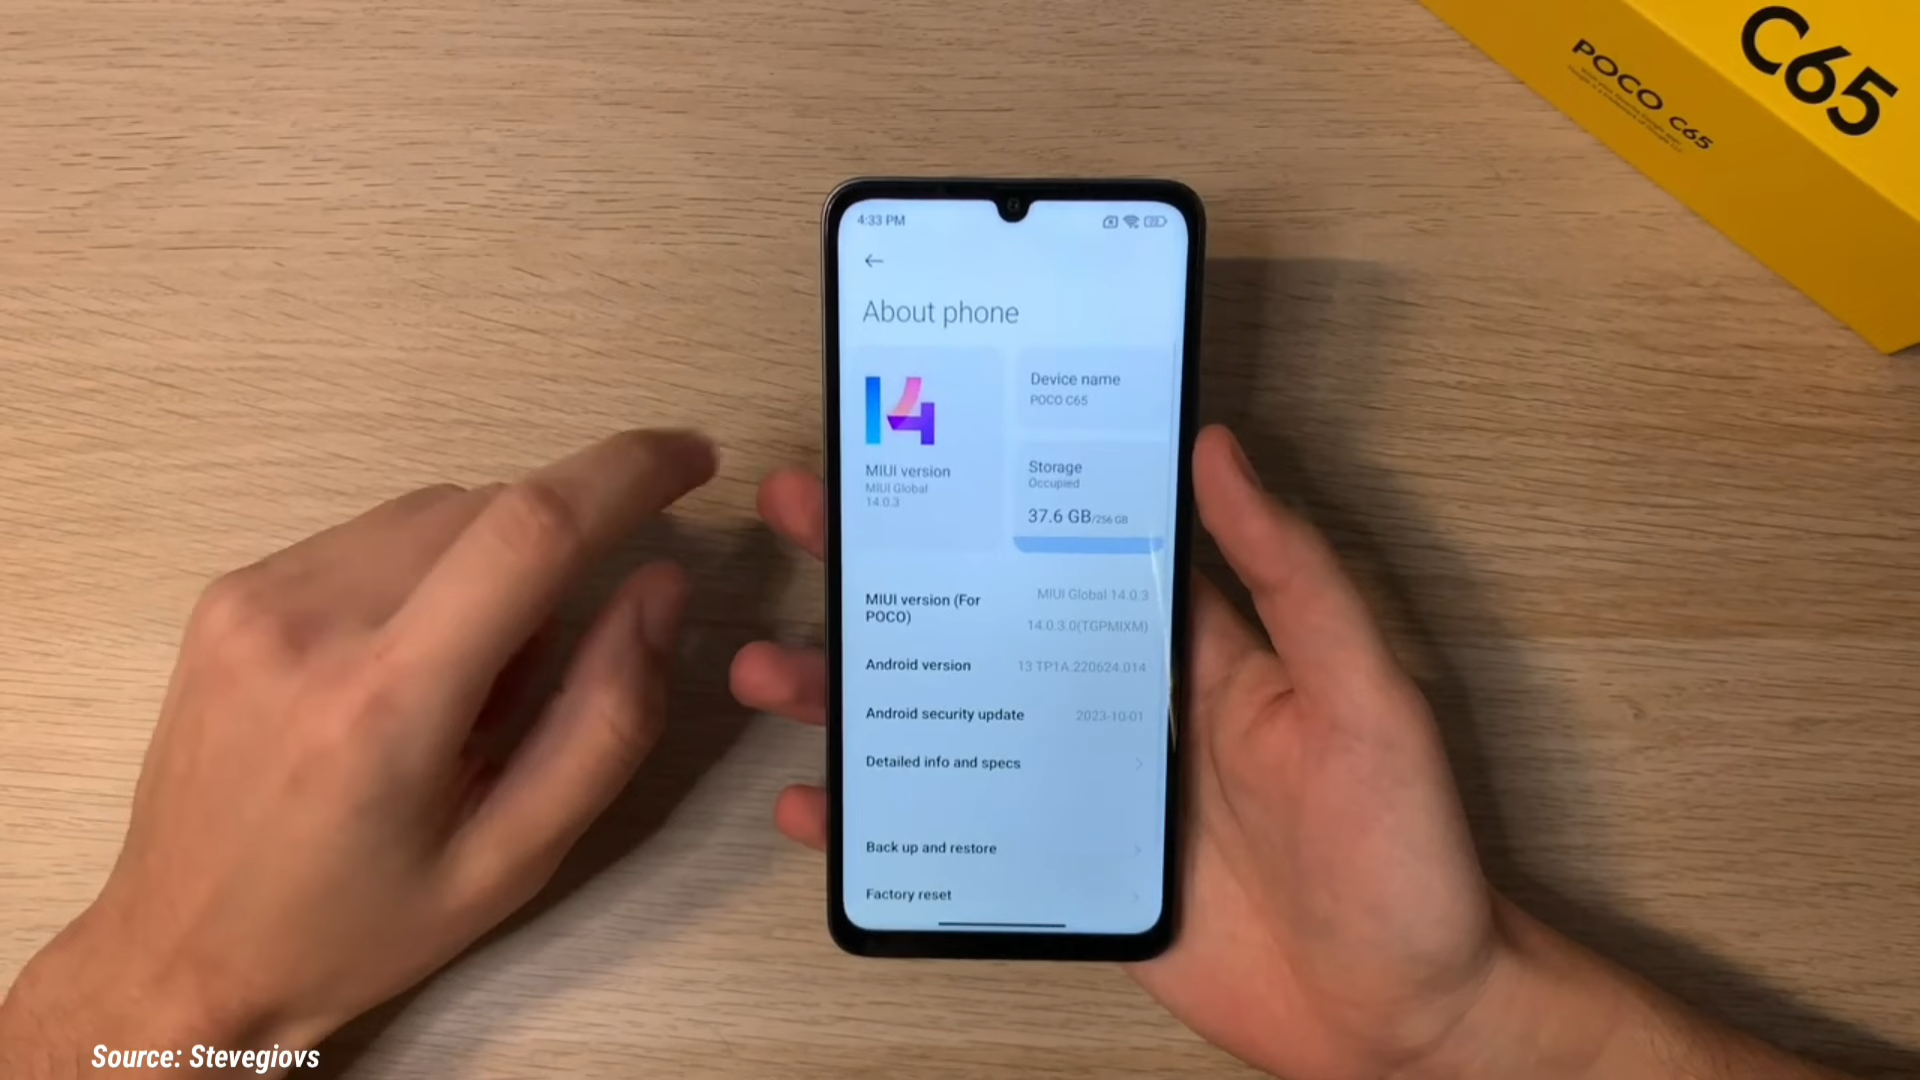 C65
POCO C65
4:33 PM
About phone
14
MIUI version
MIUI Global
14.0.3
Device name
POCO C65
Storage
Occupied
37.6 GB/256 GB
MIUI version (For
POCO)
MIUI Global 14.0.3
14.0.3.0(TGPMIXM)
Android version
13 TP1A.220624.014
Android security update
2023-10-01
Detailed info and specs
Back up and restore
Factory reset
Source: Stevegiovs